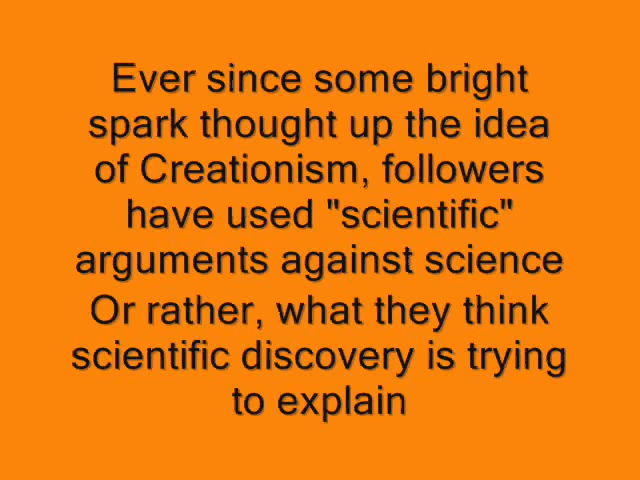 Ever since some bright
spark thought up the idea
of Creationism, followers
have used "scientific"
arguments against science
Or rather, what they think
scientific discovery is trying
to explain